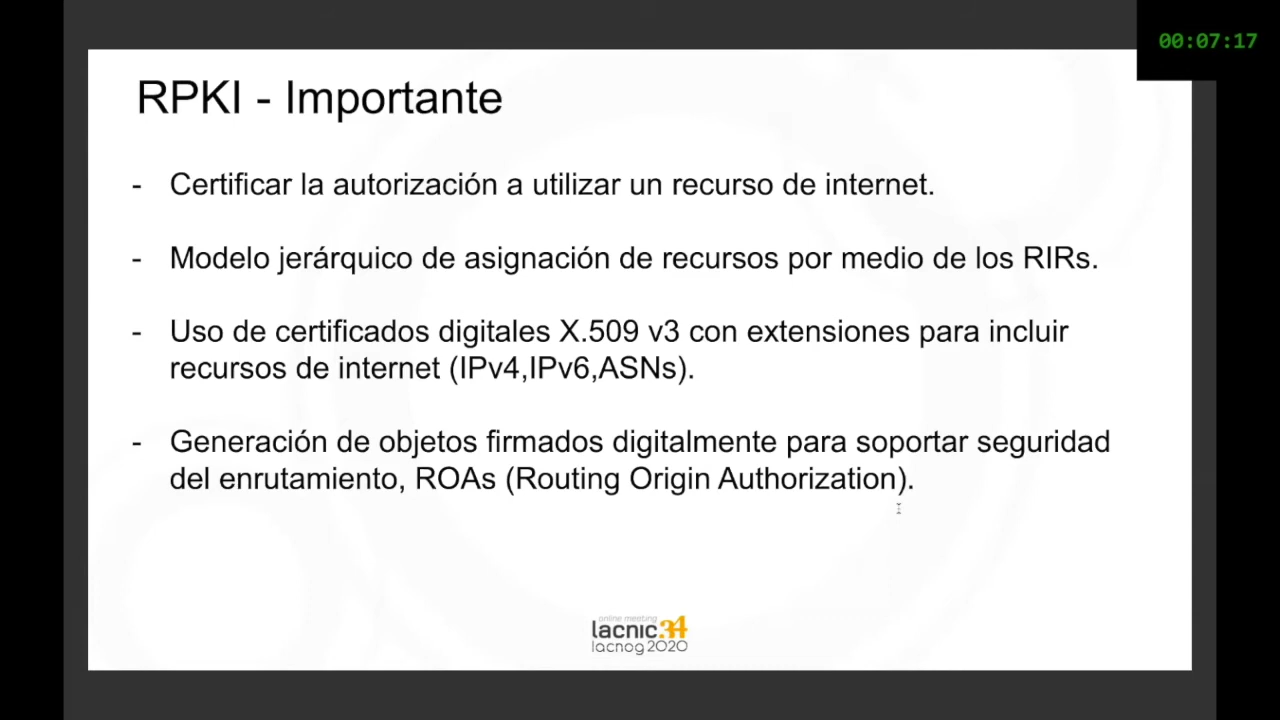 00:07:17
RPKI - Importante
- Certificar la autorización a utilizar un recurso de internet.
- Modelo jerárquico de asignación de recursos por medio de los RIRs.
- Uso de certificados digitales X.509 v3 con extensiones para incluir
recursos de internet (IPv4,IPv6,ASNs).
- Generación de objetos firmados digitalmente para soportar seguridad
del enrutamiento, ROAs (Routing Origin Authorization).
online meeting
lacnic34
lacnog2020